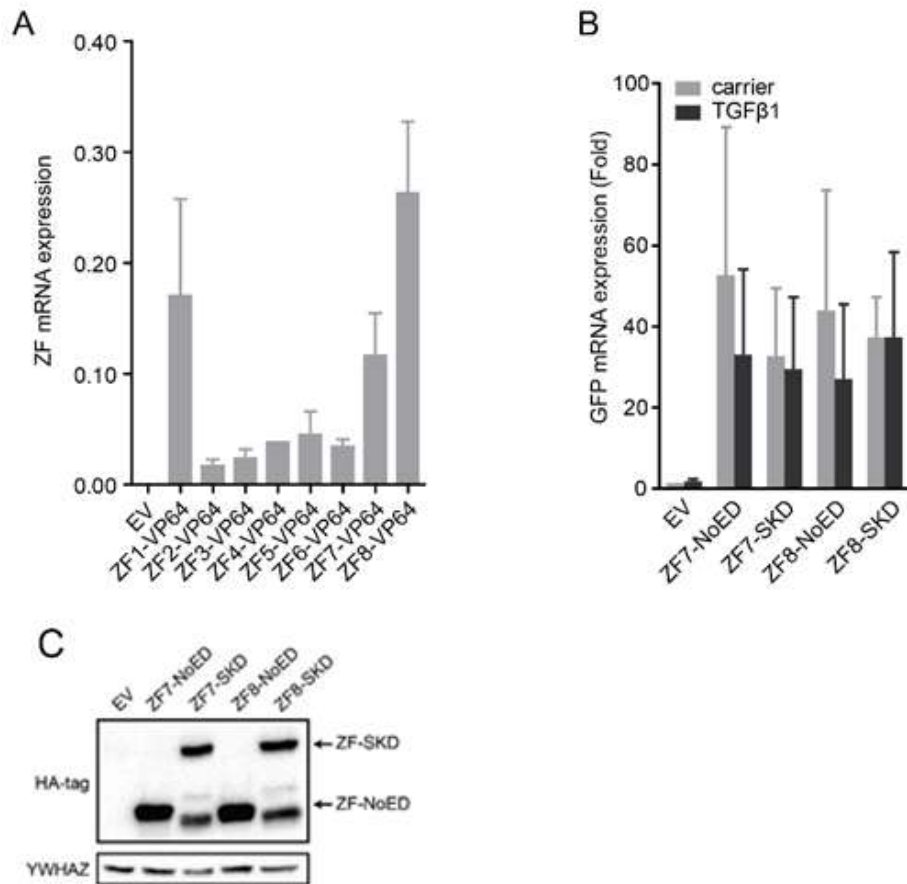 A
ZF mRNA expression
0.40
0.30
0.20
0.10
0.00
EV
ZF1-VP64
ZF2-VP64
ZF3-VP64
ZF4-VP64
ZF5-VP64
ZF6-VP64
ZF7-VP64
ZF8-VP64
B
carrier
TGFβ1
GFP mRNA expression (Fold)
100
80
60
40
20
0
EV
ZF7-NoED
ZF7-SKD
ZF8-NoED
ZF8-SKD
C
EV
ZF7-NoED
ZF7-SKD
ZF8-NoED
ZF8-SKD
HA-tag
ZF-SKD
ZF-NoED
YWHAZ